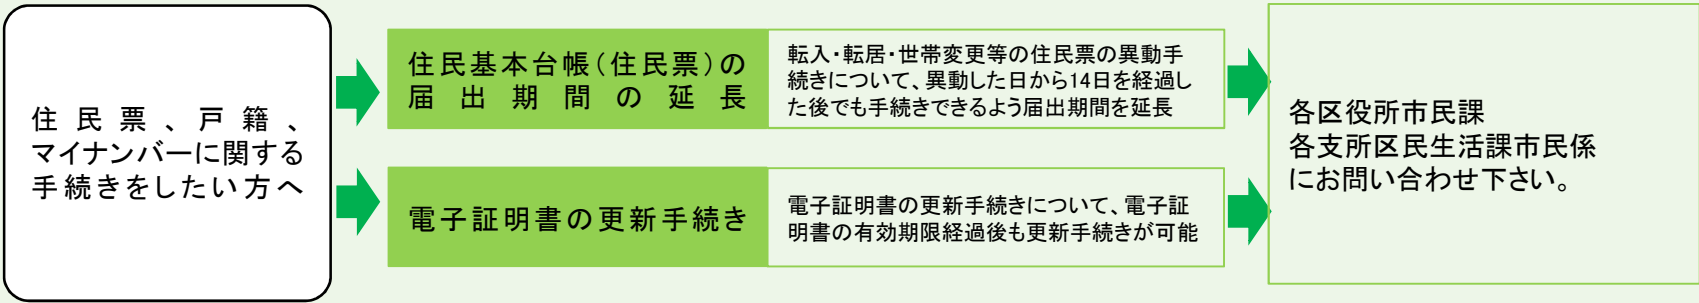 住民票、戸籍、
マイナンバーに関する
手続きをしたい方へ
住民基本台帳(住民票)の
届出期間の延長
転入・転居・世帯変更等の住民票の異動手
続きについて、異動した日から14日を経過し
た後でも手続きできるよう届出期間を延長
電子証明書の更新手続き
電子証明書の更新手続きについて、電子証
明書の有効期限経過後も更新手続きが可能
各区役所市民課
各支所区民生活課市民係
にお問い合わせ下さい。